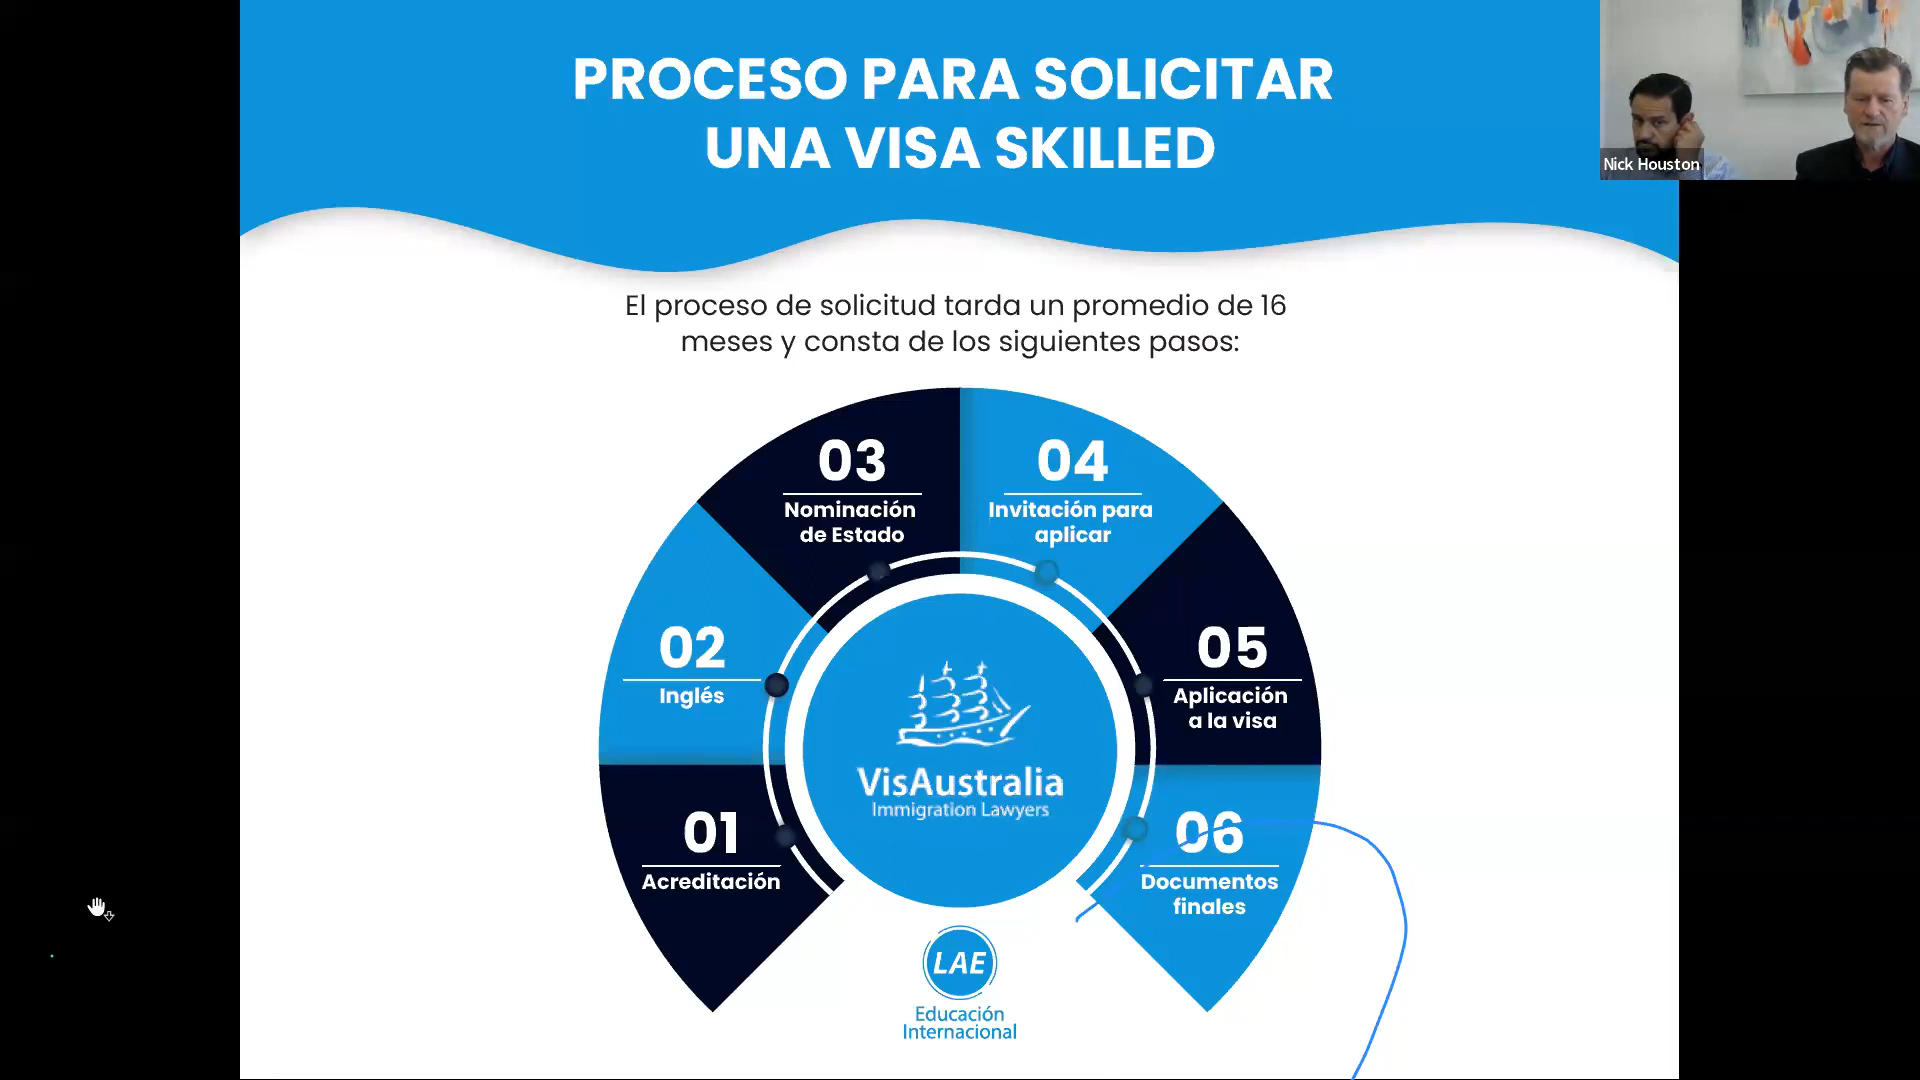 PROCESO PARA SOLICITAR
UNA VISA SKILLED
Nick Houston
El proceso de solicitud tarda un promedio de 16
meses y consta de los siguientes pasos:
01
Acreditación
02
Inglés
03
Nominación
de Estado
04
Invitación para
aplicar
05
Aplicación
a la visa
06
Documentos
finales
VisAustralia
Immigration Lawyers
LAE
Educación
Internacional